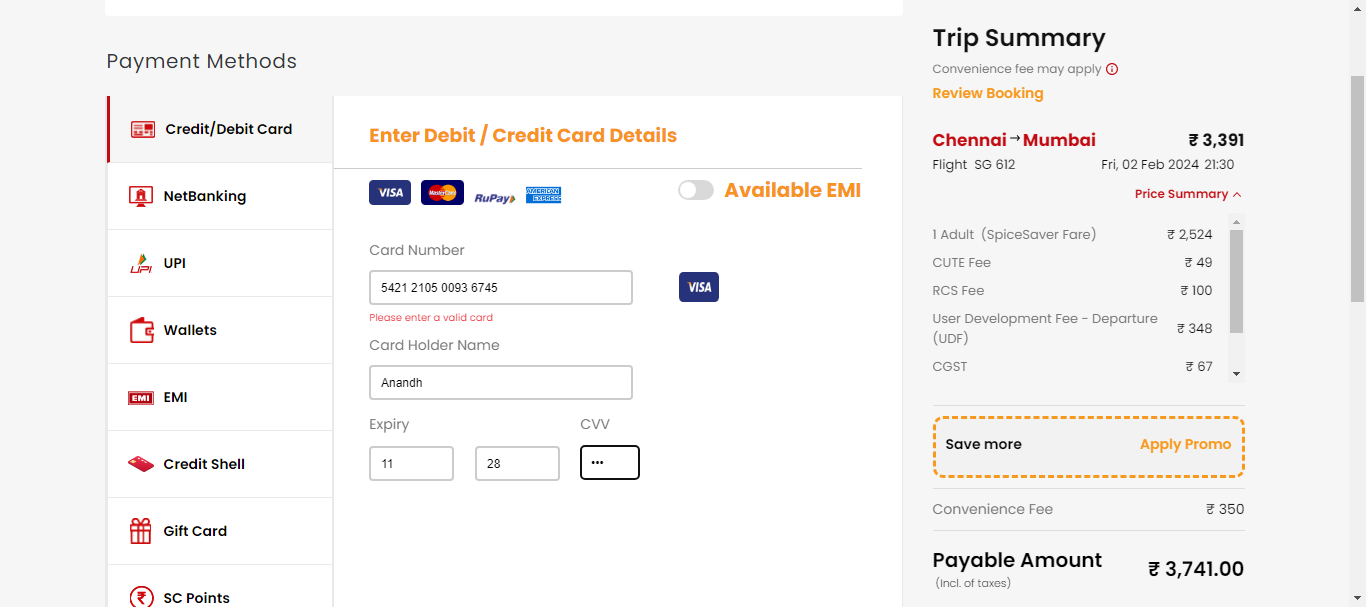 Payment Methods
Credit/Debit Card
NetBanking
UPI
UPI
Wallets
EMI
EMI
Credit Shell
Gift Card
SC Points
Enter Debit / Credit Card Details
VISA
MasterCard
RuPay
AMERICAN
EXPRESS
Available EMI
Card Number
5421 2105 0093 6745
VISA
Please enter a valid card
Card Holder Name
Anandh
Expiry
CVV
11
28
•••
Trip Summary
Convenience fee may apply
Review Booking
Chennai→Mumbai ₹ 3,391
Flight SG 612 Fri, 02 Feb 2024 21:30
Price Summary
1 Adult (SpiceSaver Fare) ₹ 2,524
CUTE Fee ₹ 49
RCS Fee ₹ 100
User Development Fee - Departure
(UDF) ₹ 348
CGST ₹ 67
Save more Apply Promo
Convenience Fee ₹ 350
Payable Amount ₹ 3,741.00
(Incl. of taxes)